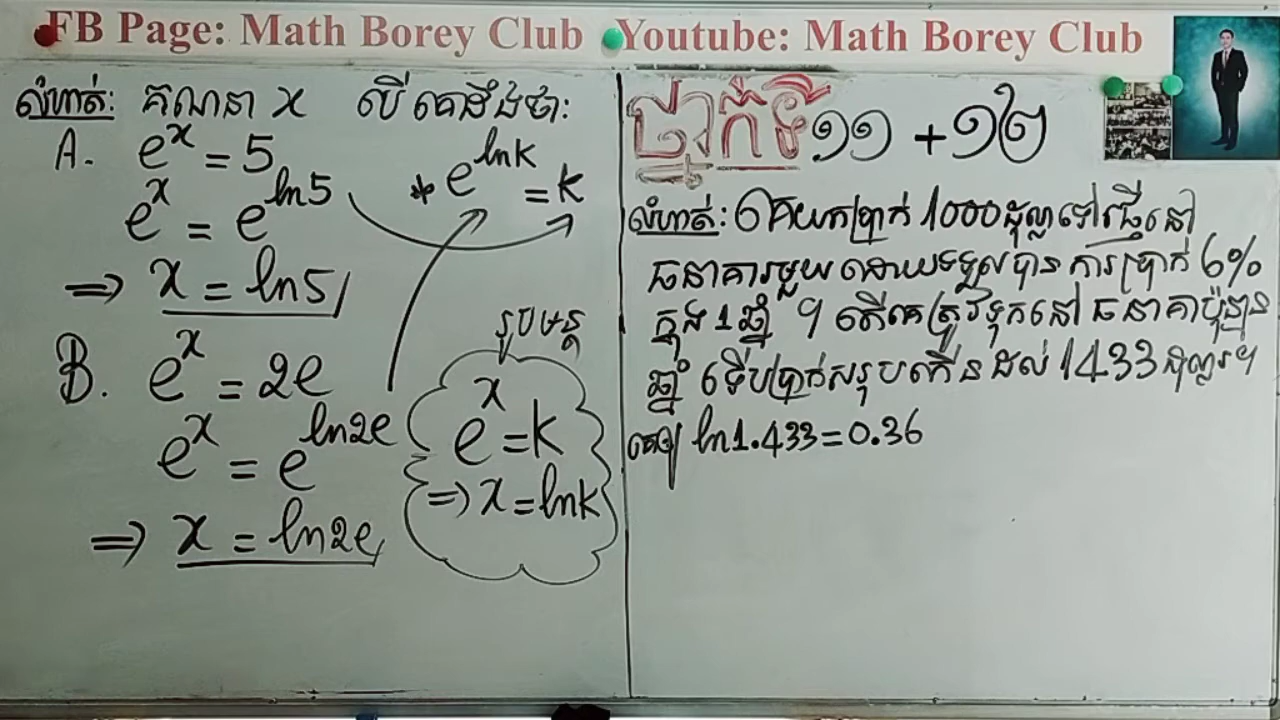 FB Page: Math Borey Club Youtube: Math Borey Club
លំហាត់: គណនា x បើគេដឹងថា:
A. e^x = 5
e^x = e^ln5
⇒ x = ln5
* e^lnk = k
B. e^x = 2e
e^x = e^ln2e
⇒ x = ln2e
រូបមន្ត
e^x = k
⇒ x = lnk
ថ្នាក់ទី១១ + ១២
លំហាត់: គេយកប្រាក់ 1000ដុល្លាទៅផ្ញើនៅ
ធនាគារមួយ ដោយទទួលបាន ការប្រាក់ 6%
ក្នុង 1 ឆ្នាំ ។ តើគេត្រូវទុកនៅ ធនាគាប៉ុន្មាន
ឆ្នាំ ទើបប្រាក់សរុបកើនដល់ 1433 ដុល្លារ។
គេឲ្យ ln1.433=0.36